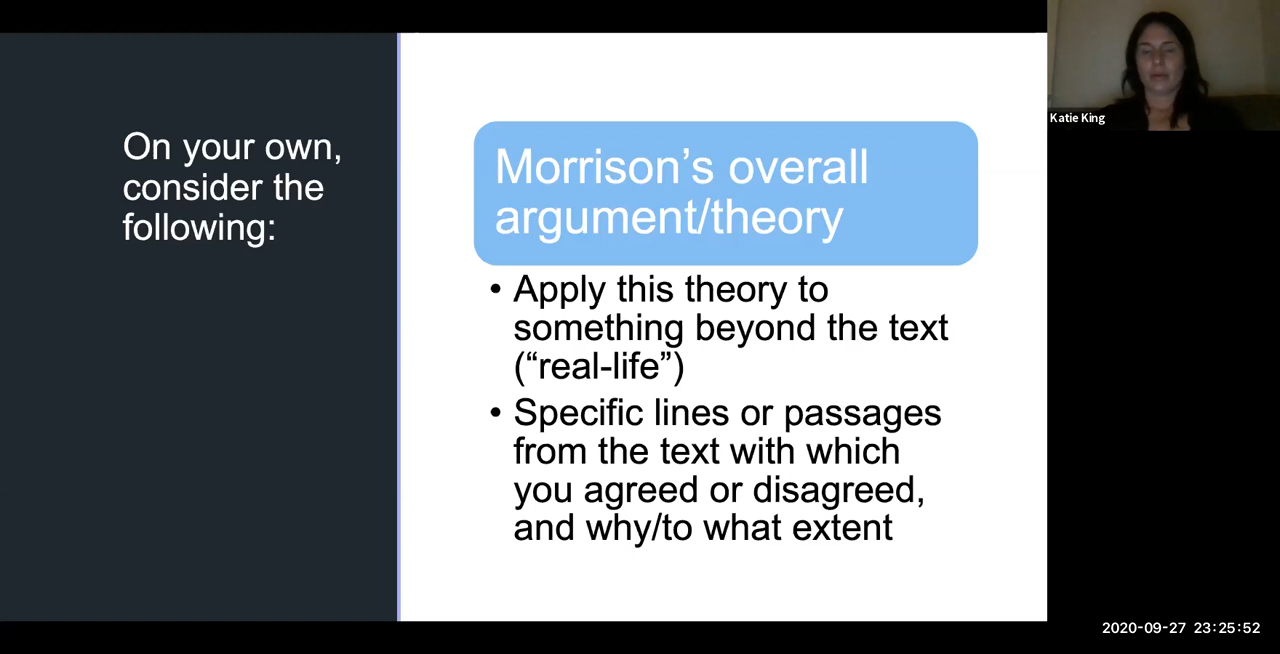 On your own,
consider the
following:
Morrison’s overall
argument/theory
• Apply this theory to
something beyond the text
(“real-life”)
• Specific lines or passages
from the text with which
you agreed or disagreed,
and why/to what extent
Katie King
2020-09-27 23:25:52